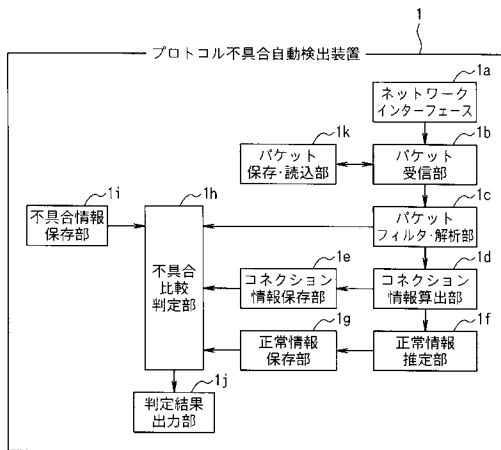 1
プロトコル不具合自動検出装置
1a
ネットワーク
インターフェース
1k
パケット
保存・読込部
1b
パケット
受信部
1i
不具合情報
保存部
1h
不具合
比較
判定部
1c
パケット
フィルタ・解析部
1e
コネクション
情報保存部
1d
コネクション
情報算出部
1g
正常情報
保存部
1f
正常情報
推定部
1j
判定結果
出力部